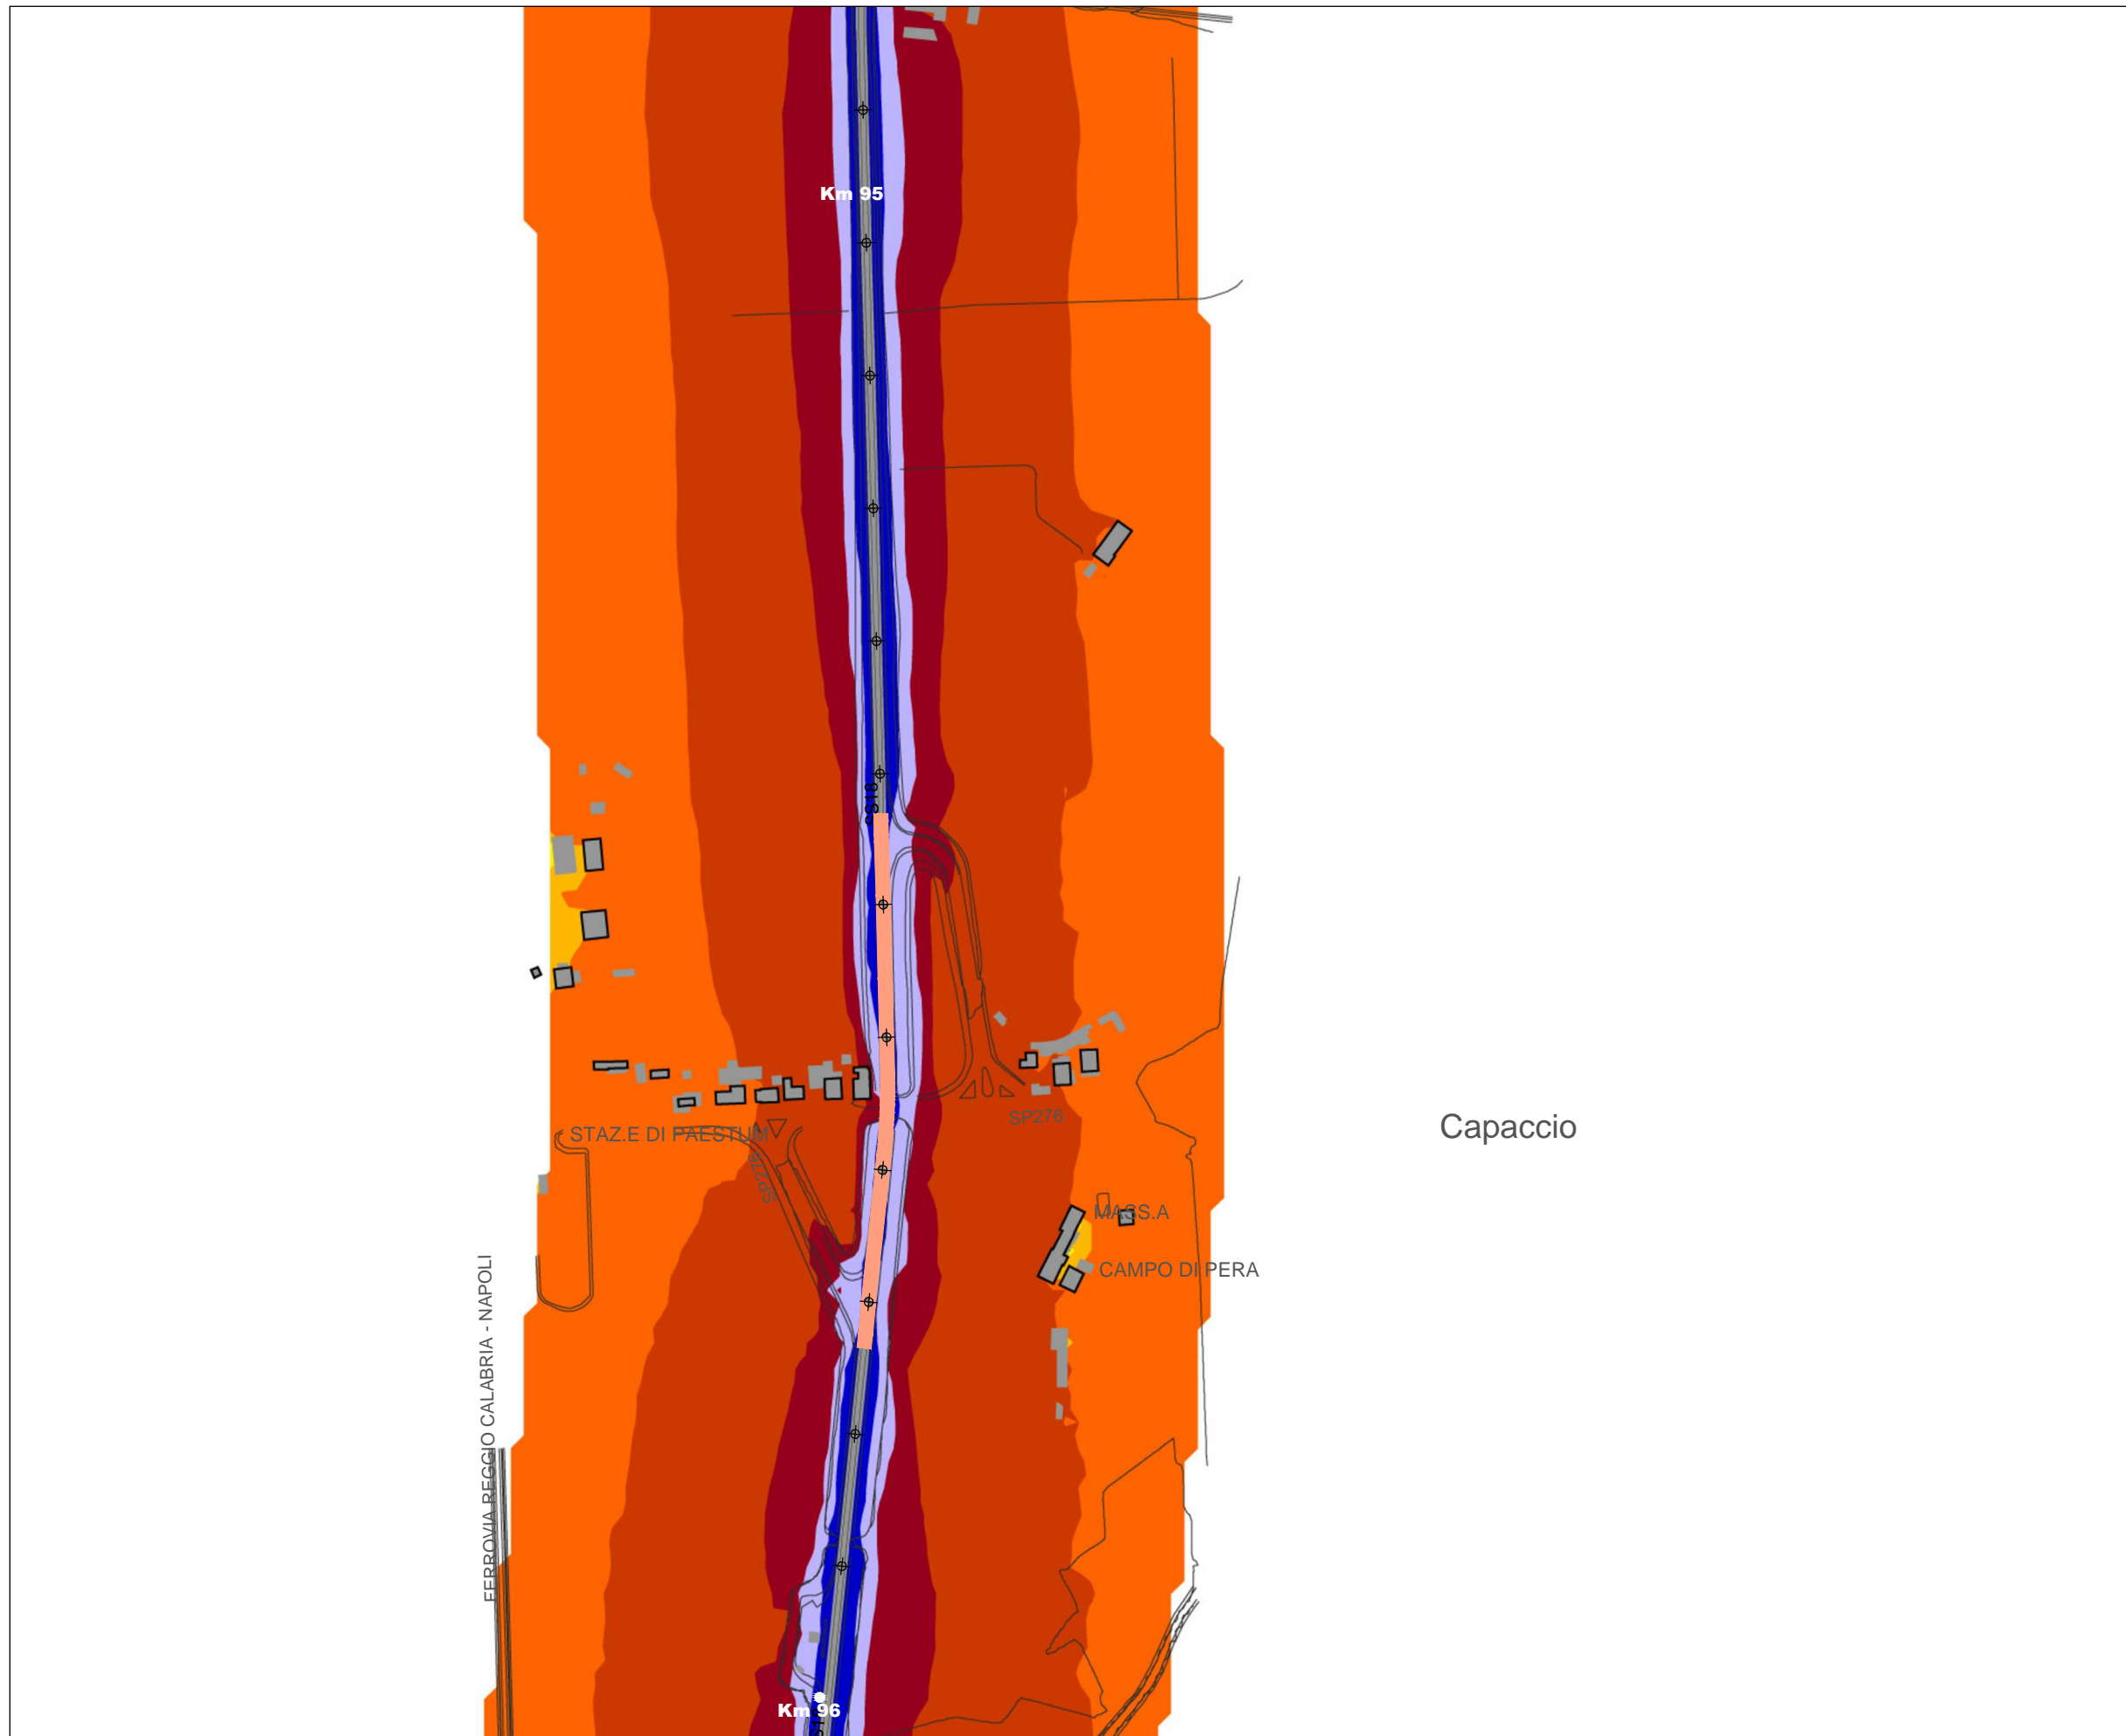 Km 95
SS18
SP276
STAZ.E DI PAESTUM
SP276
Capaccio
MASS.A
CAMPO DI PERA
FERROVIA REGGIO CALABRIA - NAPOLI
Km 96